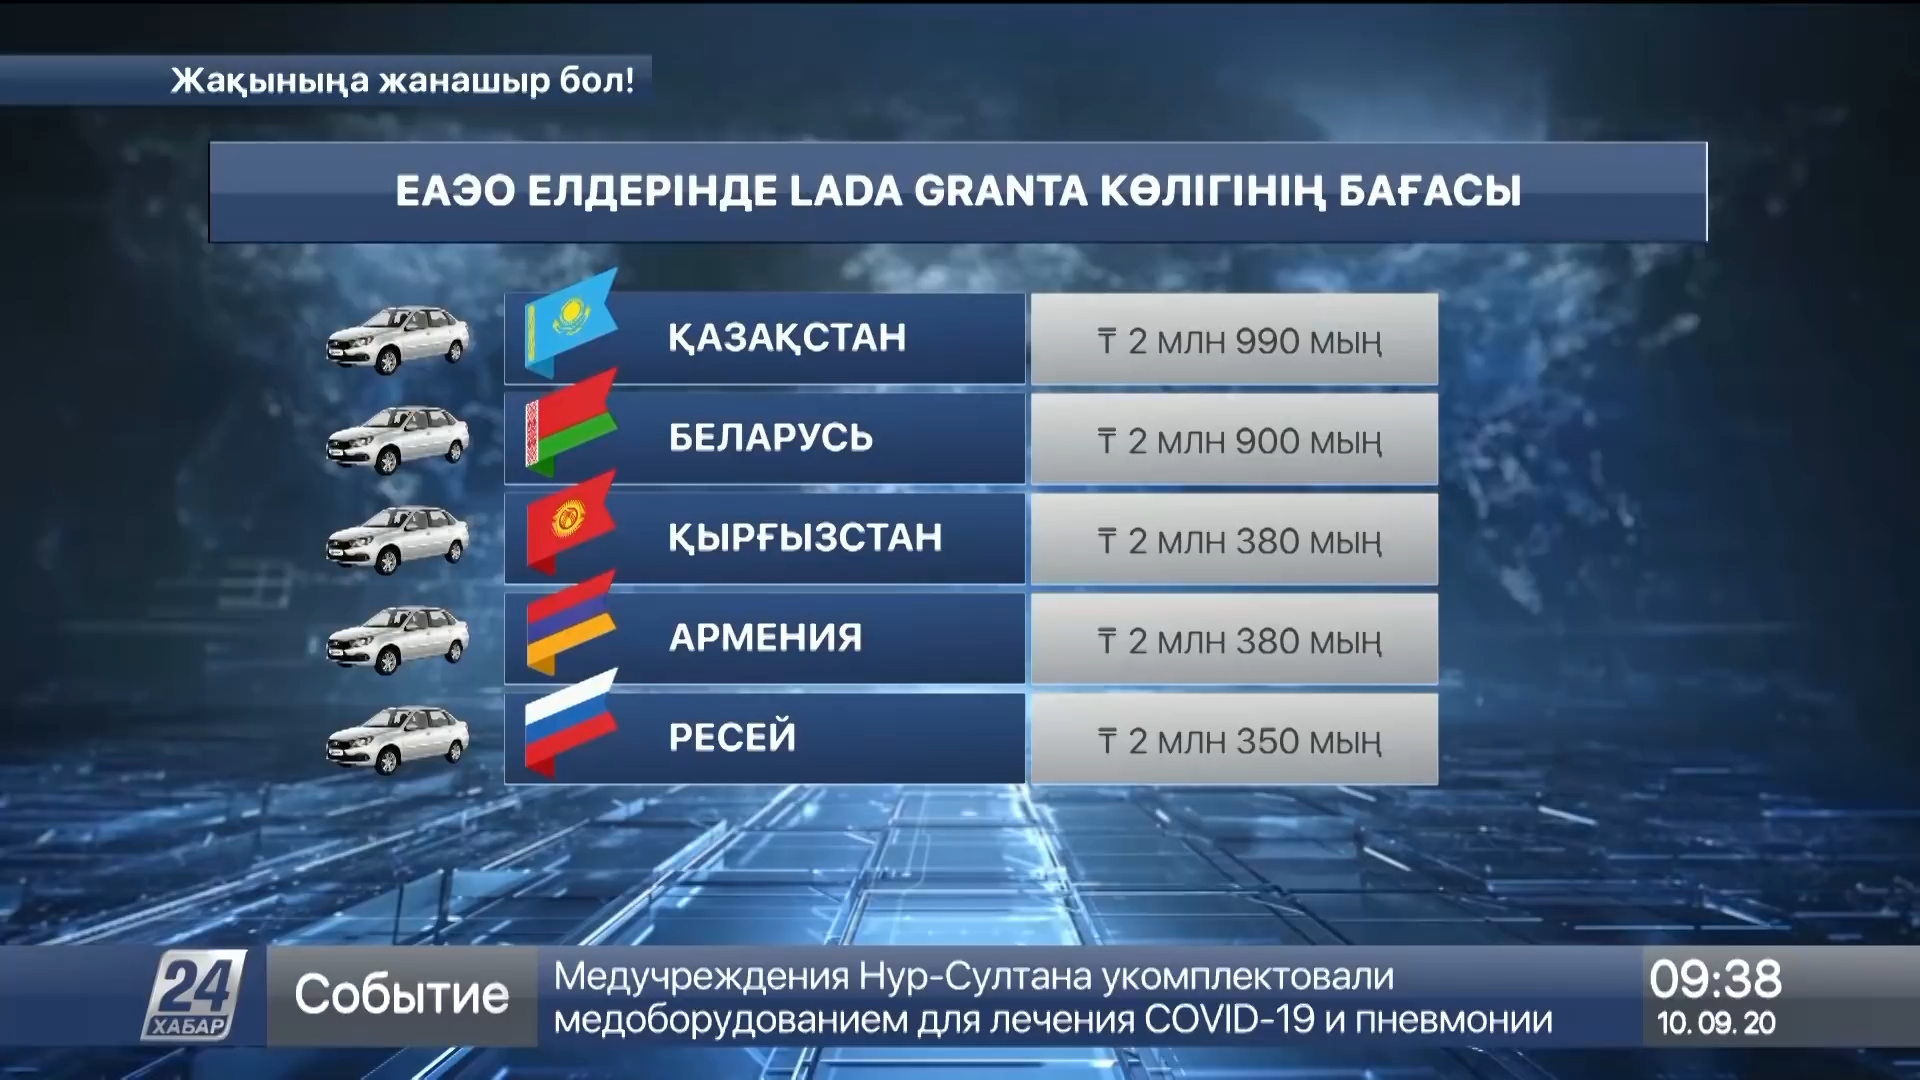 Жақыныңа жанашыр бол!
ЕАЭО ЕЛДЕРІНДЕ LADA GRANTA КӨЛІГІНІҢ БАҒАСЫ
ҚАЗАҚСТАН ₸ 2 МЛН 990 МЫҢ
БЕЛАРУСЬ ₸ 2 МЛН 900 МЫҢ
ҚЫРҒЫЗСТАН ₸ 2 МЛН 380 МЫҢ
АРМЕНИЯ ₸ 2 МЛН 380 МЫҢ
РЕСЕЙ ₸ 2 МЛН 350 МЫҢ
24
ХАБАР
Событие
Медучреждения Нур-Султана укомплектовали
медоборудованием для лечения COVID-19 и пневмонии
09:38
10. 09. 20